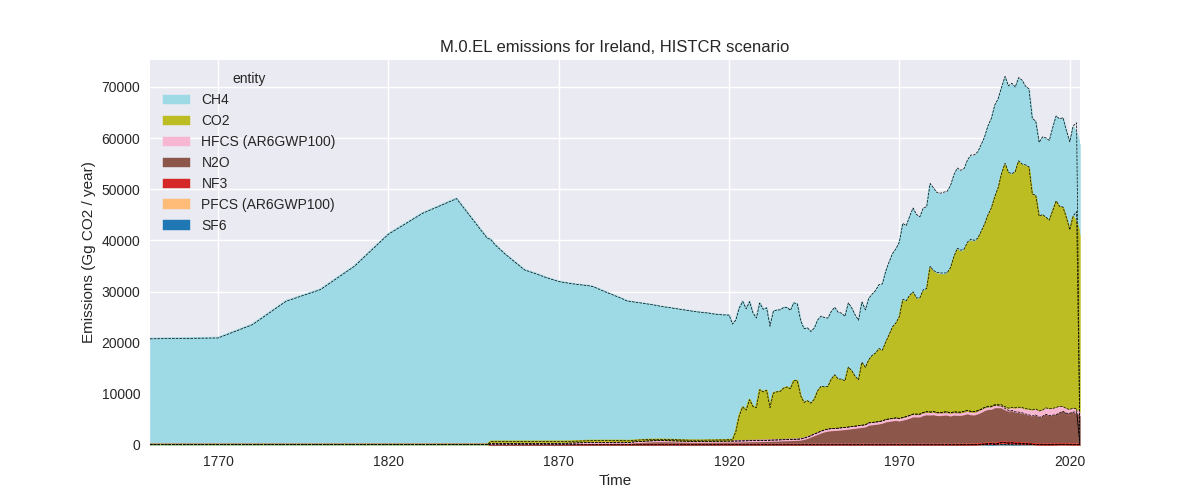 M.0.EL emissions for Ireland, HISTCR scenario
Emissions (Gg CO2 / year)
70000
60000
50000
40000
30000
20000
10000
0
entity
CH4
CO2
HFCS (AR6GWP100)
N2O
NF3
PFCS (AR6GWP100)
SF6
1770
1820
1870
1920
1970
2020
Time